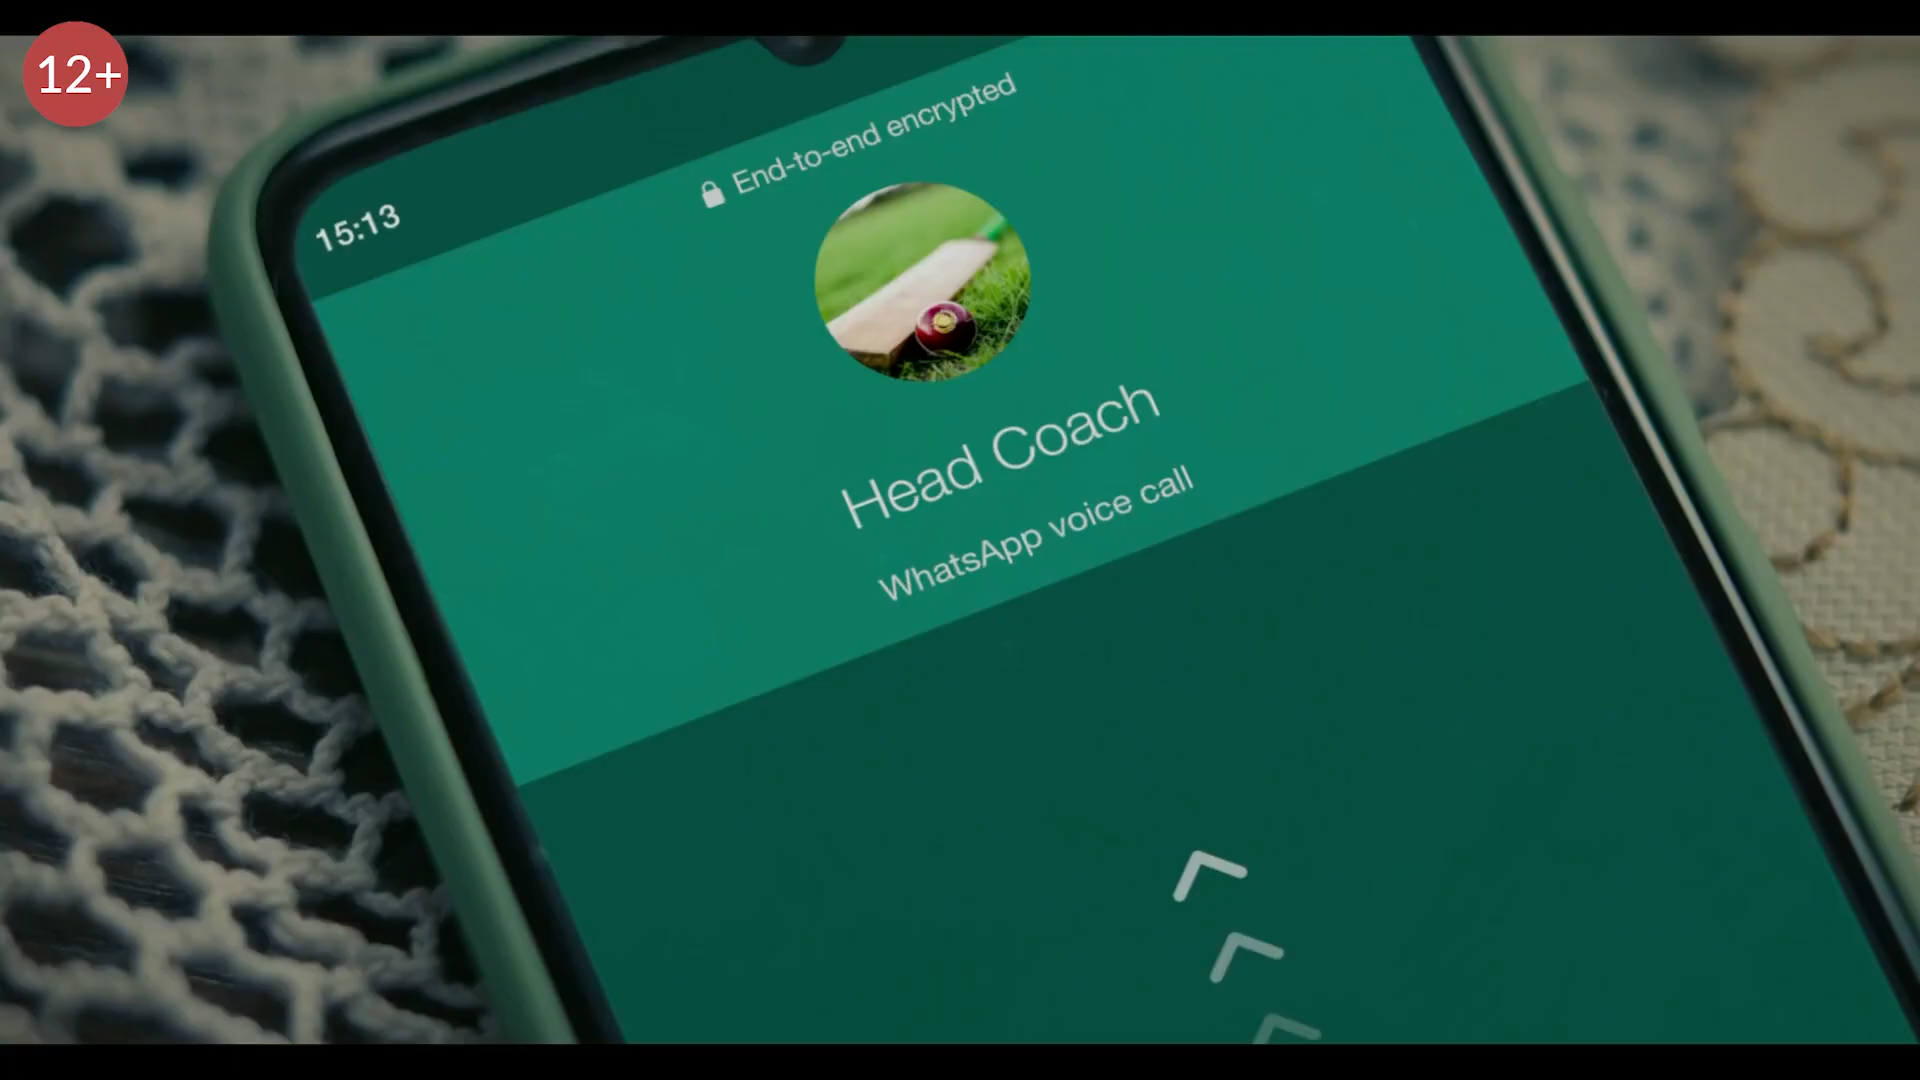 12+
End-to-end encrypted
15:13
Head Coach
WhatsApp voice call